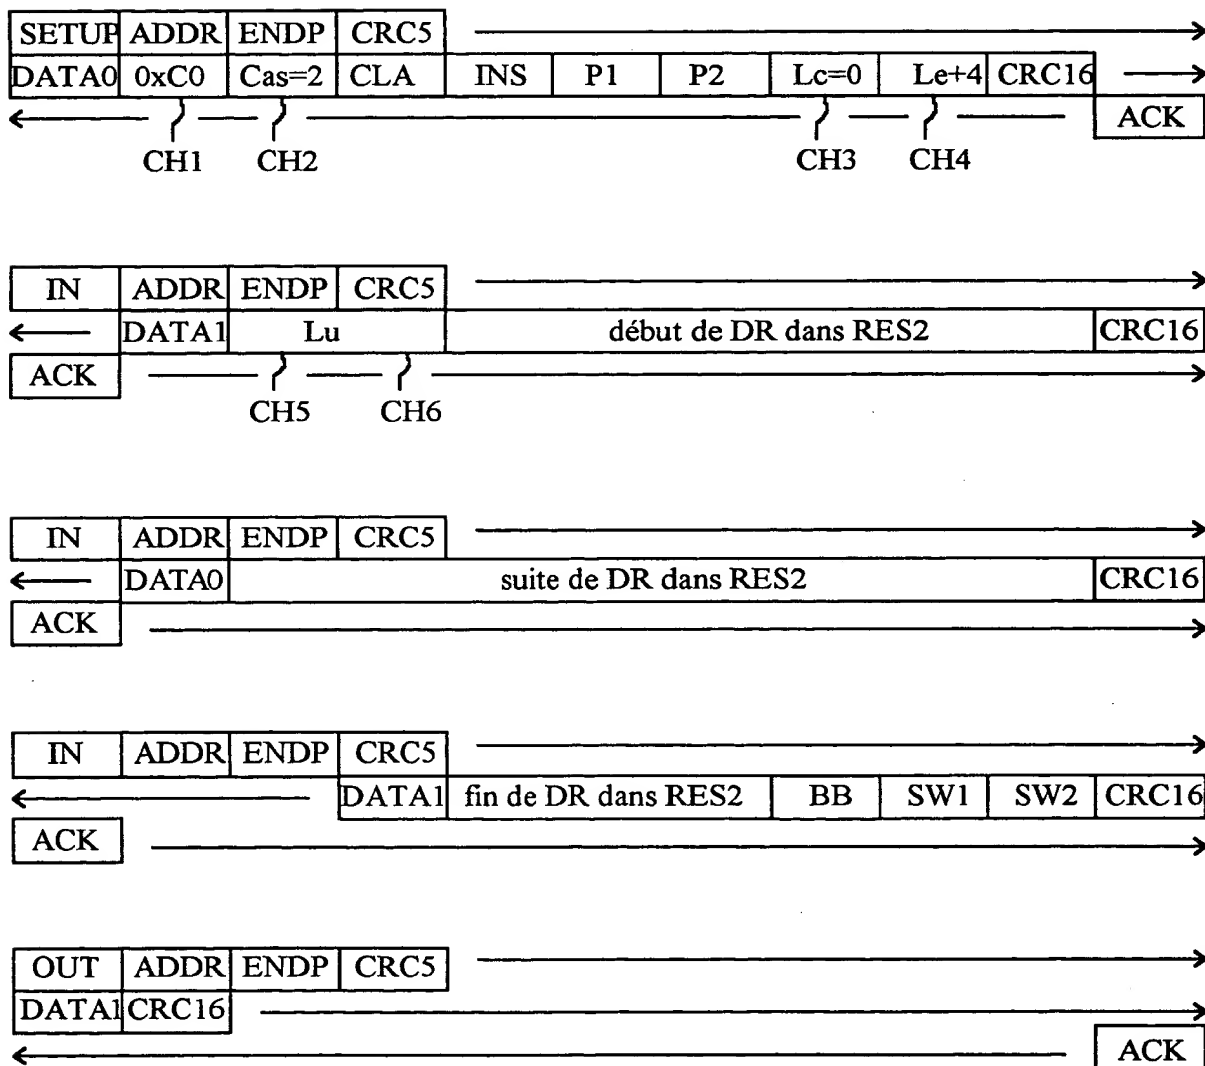 SETUP ADDR ENDP CRC5
DATA0 0xC0 Cas=2 CLA INS P1 P2 Lc=0 Le+4 CRC16
ACK
CH1 CH2 CH3 CH4
IN ADDR ENDP CRC5
DATA1 Lu début de DR dans RES2 CRC16
ACK
CH5 CH6
IN ADDR ENDP CRC5
DATA0 suite de DR dans RES2 CRC16
ACK
IN ADDR ENDP CRC5
DATA1 fin de DR dans RES2 BB SW1 SW2 CRC16
ACK
OUT ADDR ENDP CRC5
DATA1 CRC16
ACK